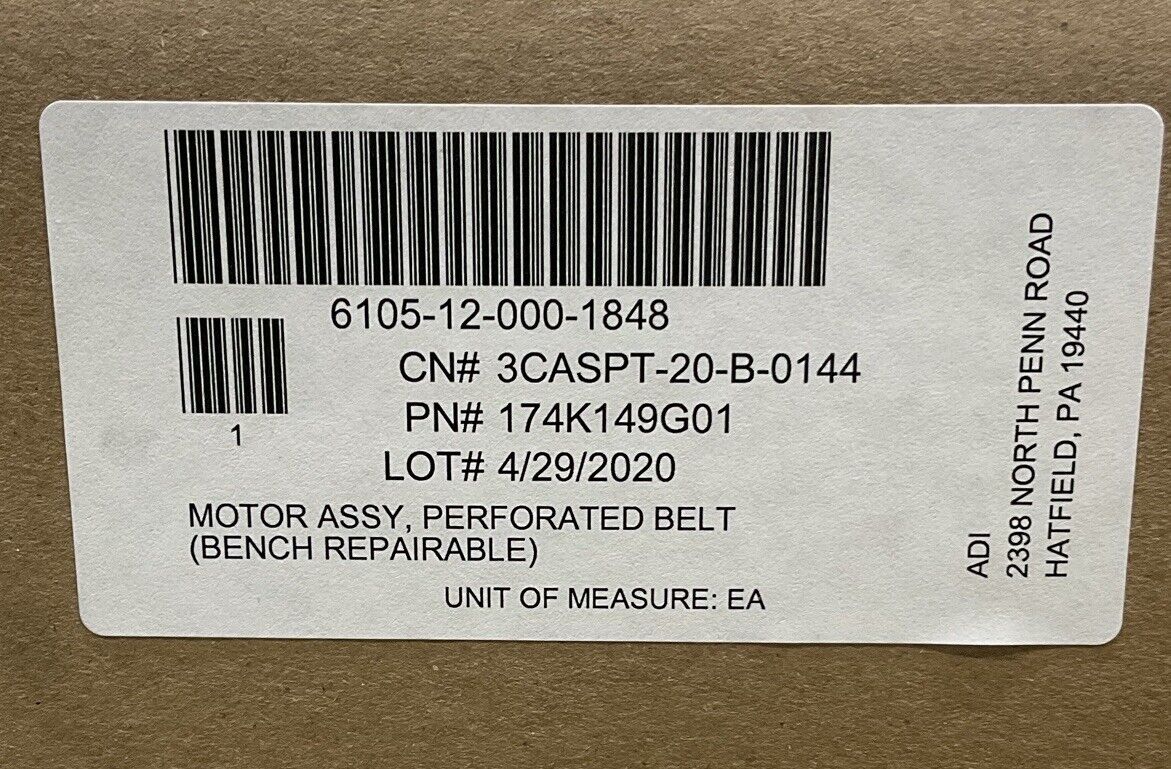 6105-12-000-1848
CN# 3CASPT-20-B-0144
1
PN# 174K149G01
LOT# 4/29/2020
MOTOR ASSY, PERFORATED BELT
(BENCH REPAIRABLE)
UNIT OF MEASURE: EA
ADI
2398 NORTH PENN ROAD
HATFIELD, PA 19440